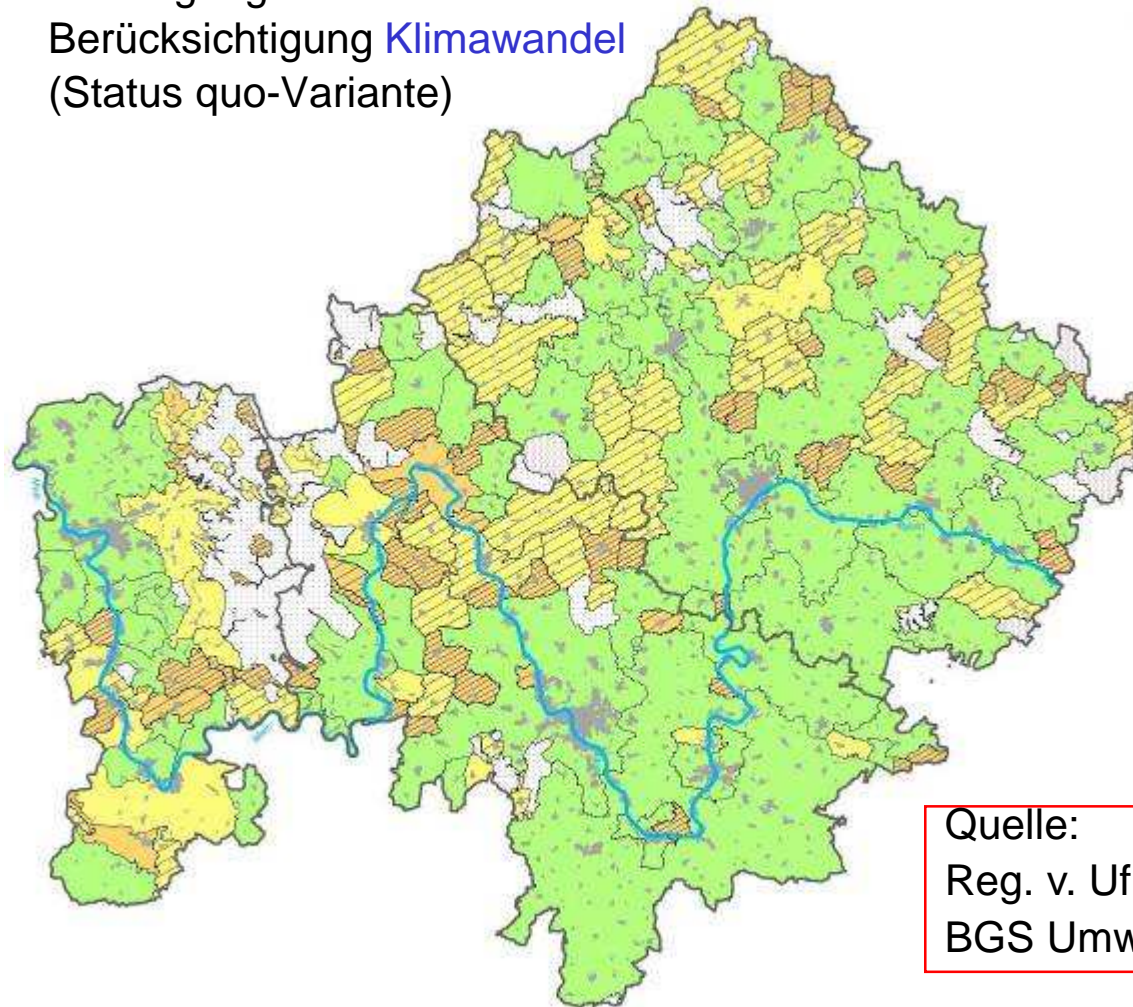 Berücksichtigung Klimawandel
(Status quo-Variante)
Quelle:
Reg. v. Uf
BGS Umw